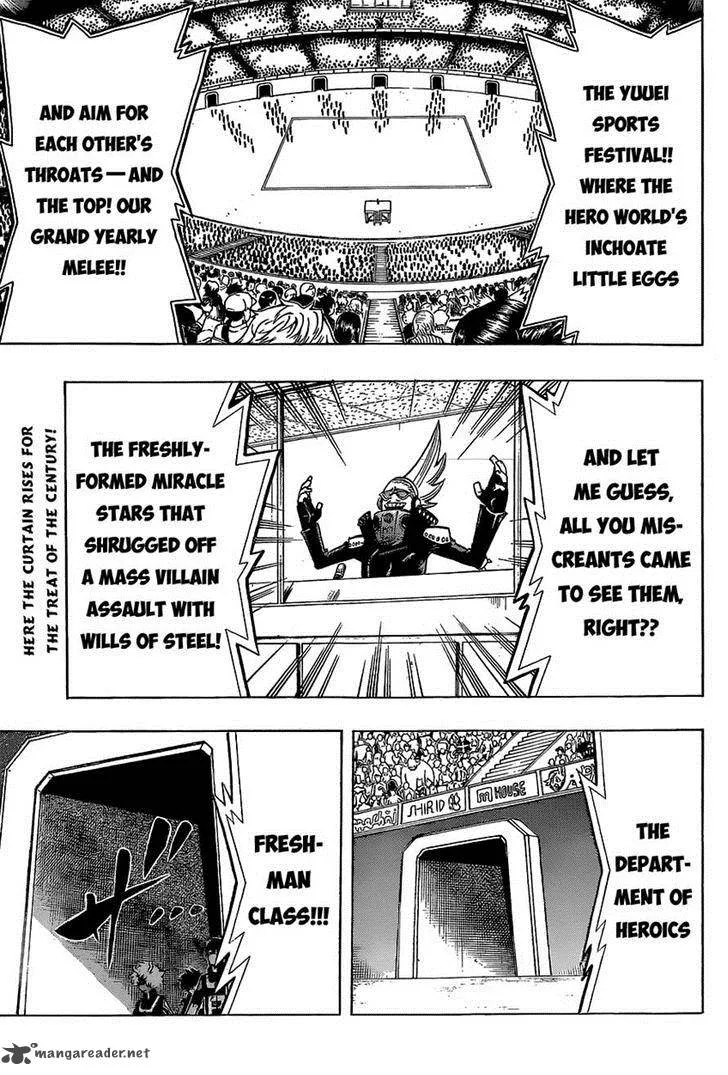 THE YUUEI
SPORTS
FESTIVAL!!
WHERE THE
HERO WORLD'S
INCHOATE
LITTLE EGGS
AND AIM FOR
EACH OTHER'S
THROATS — AND
THE TOP! OUR
GRAND YEARLY
MELEE!!
AND LET
ME GUESS,
ALL YOU MIS-
CREANTS CAME
TO SEE THEM,
RIGHT??
THE FRESHLY-
FORMED MIRACLE
STARS THAT
SHRUGGED OFF
A MASS VILLAIN
ASSAULT WITH
WILLS OF STEEL!
HERE THE CURTAIN RISES FOR
THE TREAT OF THE CENTURY!
THE
DEPART-
MENT OF
HEROICS
SHIRID
HOUSE
FRESH-
MAN
CLASS!!!
ザッ
mangareader.net